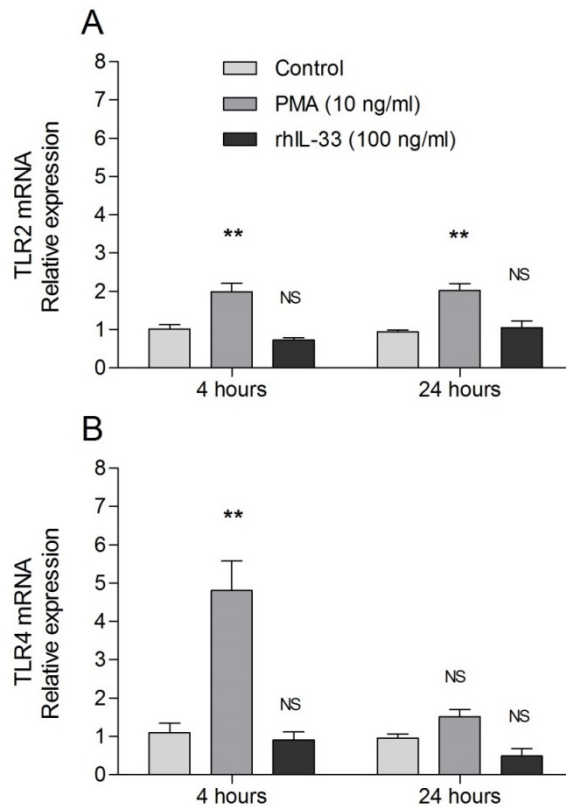 A
Control
PMA (10 ng/ml)
rhIL-33 (100 ng/ml)
TLR2 mRNA
Relative expression
8
7
6
5
4
3
2
1
0
**
NS
**
NS
4 hours
24 hours
B
TLR4 mRNA
Relative expression
8
7
6
5
4
3
2
1
0
**
NS
NS
NS
4 hours
24 hours